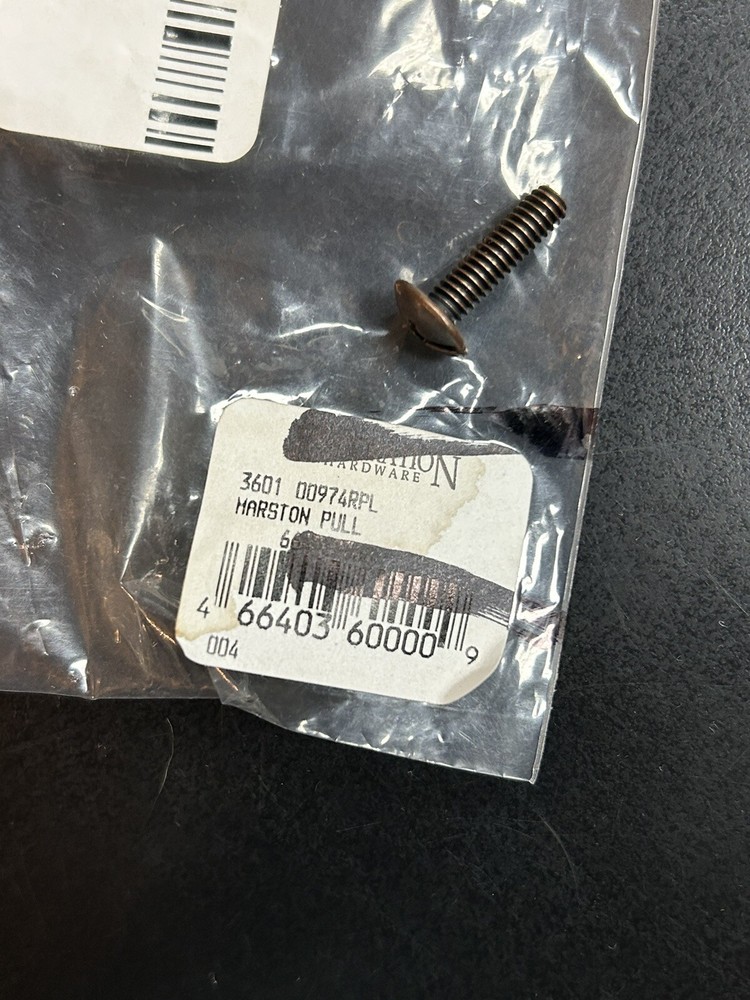 HARDWARE
3601 00974RPL
MARSTON PULL
4 66403 60000 9
004